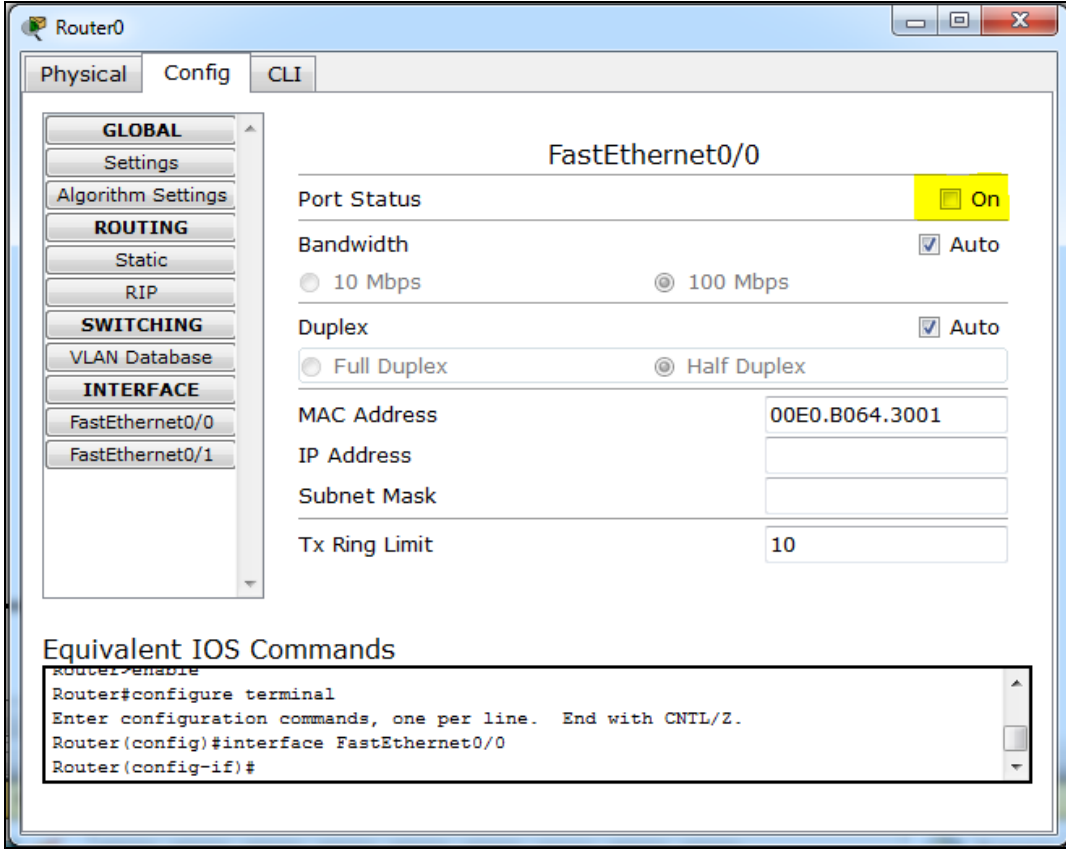 Router0
Physical Config CLI
GLOBAL
Settings
Algorithm Settings
ROUTING
Static
RIP
SWITCHING
VLAN Database
INTERFACE
FastEthernet0/0
FastEthernet0/1
FastEthernet0/0
Port Status On
Bandwidth Auto
10 Mbps 100 Mbps
Duplex Auto
Full Duplex Half Duplex
MAC Address 00E0.B064.3001
IP Address
Subnet Mask
Tx Ring Limit 10
Equivalent IOS Commands
Router>enable
Router#configure terminal
Enter configuration commands, one per line. End with CNTL/Z.
Router(config)#interface FastEthernet0/0
Router(config-if)#